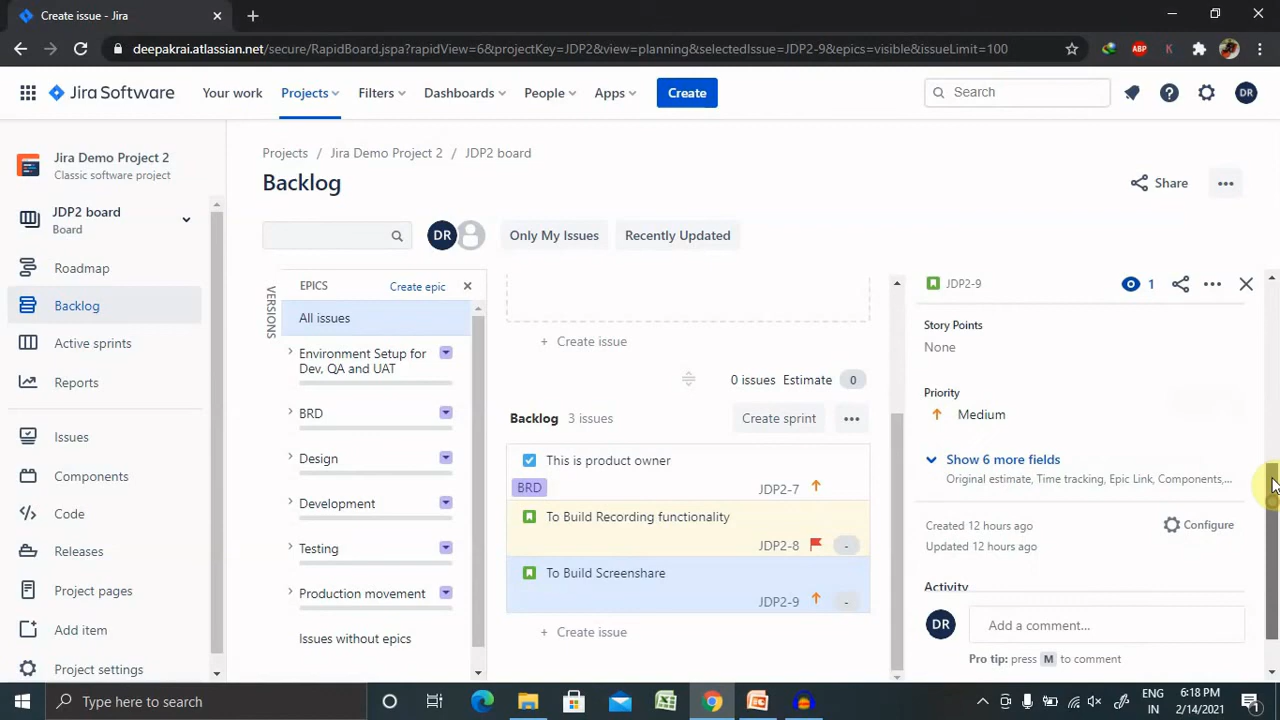 Create issue - Jira
deepakrai.atlassian.net/secure/RapidBoard.jspa?rapidView=6&projectKey=JDP2&view=planning&selectedIssue=JDP2-9&epics=visible&issueLimit=100
ABP
K
Jira Software
Your work
Projects
Filters
Dashboards
People
Apps
Create
Search
DR
Jira Demo Project 2
Classic software project
JDP2 board
Board
Roadmap
Backlog
Active sprints
Reports
Issues
Components
Code
Releases
Project pages
Add item
Project settings
Projects / Jira Demo Project 2 / JDP2 board
Backlog
Share
DR
Only My Issues
Recently Updated
VERSIONS
EPICS
Create epic
All issues
Environment Setup for
Dev, QA and UAT
BRD
Design
Development
Testing
Production movement
Issues without epics
+ Create issue
0 issues Estimate 0
Backlog 3 issues
Create sprint
This is product owner
BRD
JDP2-7
To Build Recording functionality
JDP2-8
-
To Build Screenshare
JDP2-9
-
+ Create issue
JDP2-9
1
Story Points
None
Priority
Medium
Show 6 more fields
Original estimate, Time tracking, Epic Link, Components,...
Created 12 hours ago
Configure
Updated 12 hours ago
Activity
DR
Add a comment...
Pro tip: press M to comment
Type here to search
ENG
IN
6:18 PM
2/14/2021
1